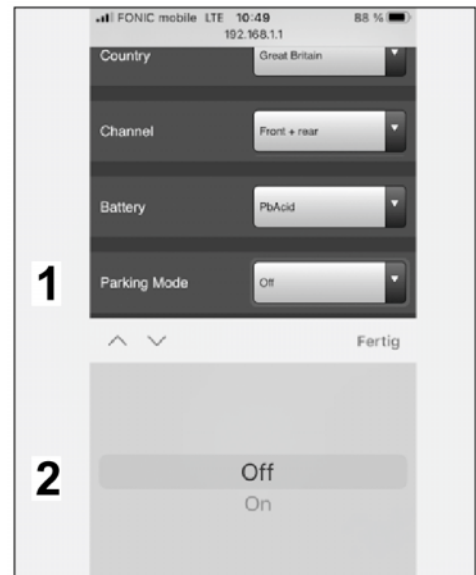 FONIC mobile LTE 10:49 88 %
192.168.1.1
Country Great Britain
Channel Front + rear
Battery PbAcid
1 Parking Mode Off
Fertig
2 Off
On